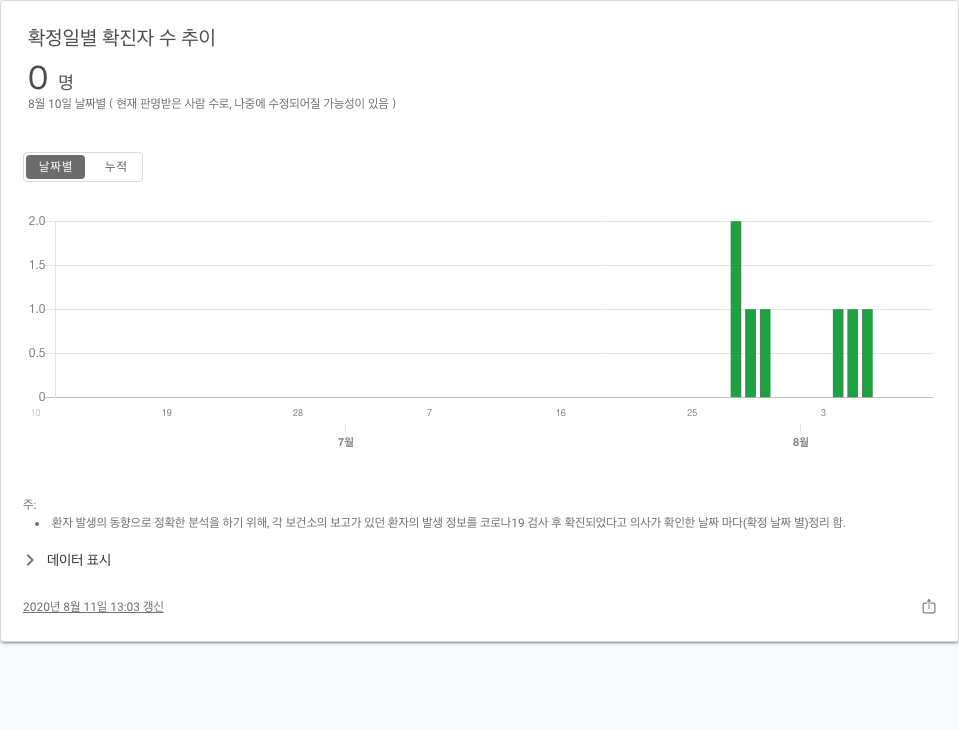 확정일별 확진자 수 추이
0 명
8월 10일 날짜별 ( 현재 판명받은 사람 수로, 나중에 수정되어질 가능성이 있음 )
날짜별 누적
2.0
1.5
1.0
0.5
0
10 19 28 7 16 25 3
7월 8월
주:
• 환자 발생의 동향으로 정확한 분석을 하기 위해, 각 보건소의 보고가 있던 환자의 발생 정보를 코로나19 검사 후 확진되었다고 의사가 확인한 날짜 마다(확정 날짜 별)정리 함.
데이터 표시
2020년 8월 11일 13:03 갱신